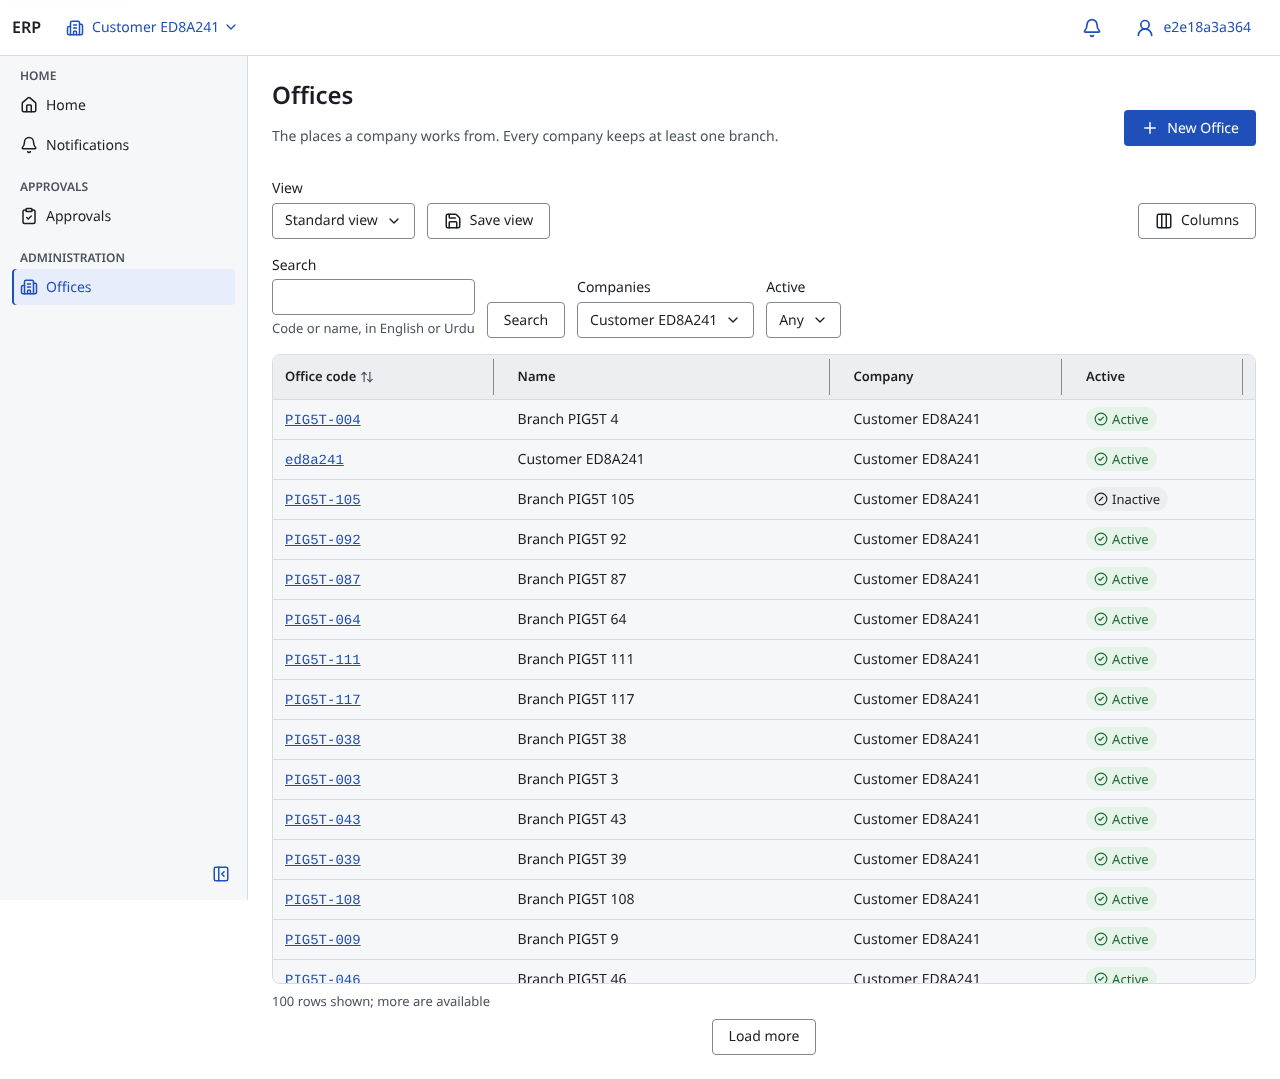 ERP Customer ED8A241 e2e18a3a364
HOME
Home
Notifications
APPROVALS
Approvals
ADMINISTRATION
Offices
Offices
The places a company works from. Every company keeps at least one branch.
New Office
View
Standard view Save view Columns
Search
Code or name, in English or Urdu
Search
Companies
Customer ED8A241
Active
Any
Office code Name Company Active
PIG5T-004 Branch PIG5T 4 Customer ED8A241 Active
ed8a241 Customer ED8A241 Customer ED8A241 Active
PIG5T-105 Branch PIG5T 105 Customer ED8A241 Inactive
PIG5T-092 Branch PIG5T 92 Customer ED8A241 Active
PIG5T-087 Branch PIG5T 87 Customer ED8A241 Active
PIG5T-064 Branch PIG5T 64 Customer ED8A241 Active
PIG5T-111 Branch PIG5T 111 Customer ED8A241 Active
PIG5T-117 Branch PIG5T 117 Customer ED8A241 Active
PIG5T-038 Branch PIG5T 38 Customer ED8A241 Active
PIG5T-003 Branch PIG5T 3 Customer ED8A241 Active
PIG5T-043 Branch PIG5T 43 Customer ED8A241 Active
PIG5T-039 Branch PIG5T 39 Customer ED8A241 Active
PIG5T-108 Branch PIG5T 108 Customer ED8A241 Active
PIG5T-009 Branch PIG5T 9 Customer ED8A241 Active
PIG5T-046 Branch PIG5T 46 Customer ED8A241 Active
100 rows shown; more are available
Load more